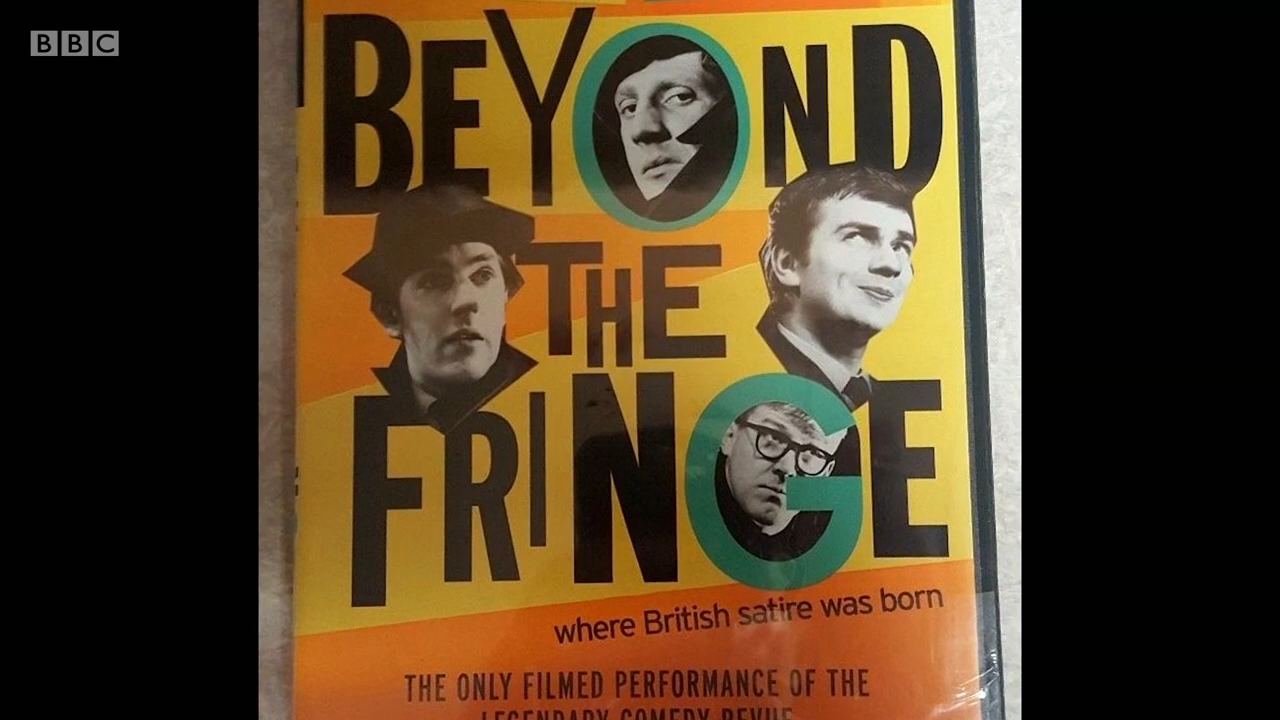 BBC
BEYOND
THE
FRINGE
where British satire was born
THE ONLY FILMED PERFORMANCE OF THE
LEGENDARY COMEDY REVUE